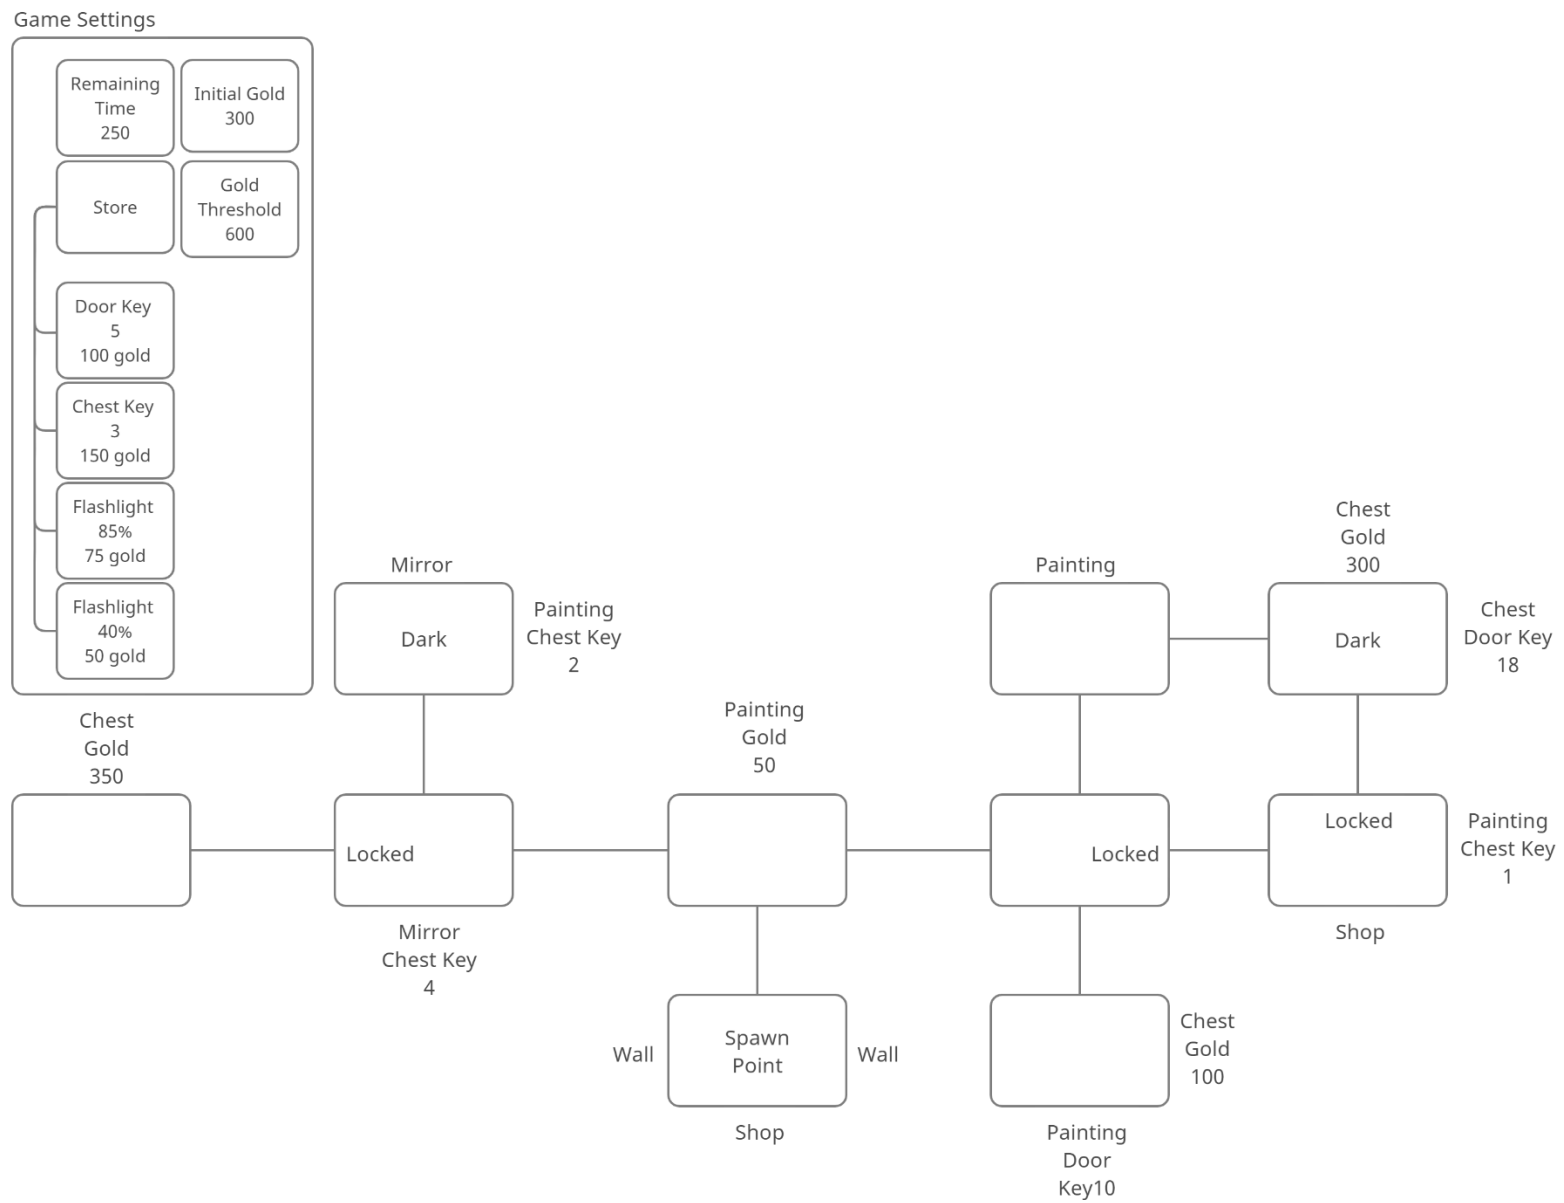 Game Settings
Remaining
Time
250
Initial Gold
300
Store
Gold
Threshold
600
Door Key
5
100 gold
Chest Key
3
150 gold
Flashlight
85%
75 gold
Flashlight
40%
50 gold
Chest
Gold
350
Locked
Mirror
Chest Key
4
Mirror
Dark
Painting
Chest Key
2
Painting
Gold
50
Wall
Spawn
Point
Wall
Shop
Painting
Chest
Gold
300
Dark
Chest
Door Key
18
Locked
Locked
Painting
Chest Key
1
Shop
Chest
Gold
100
Painting
Door
Key10